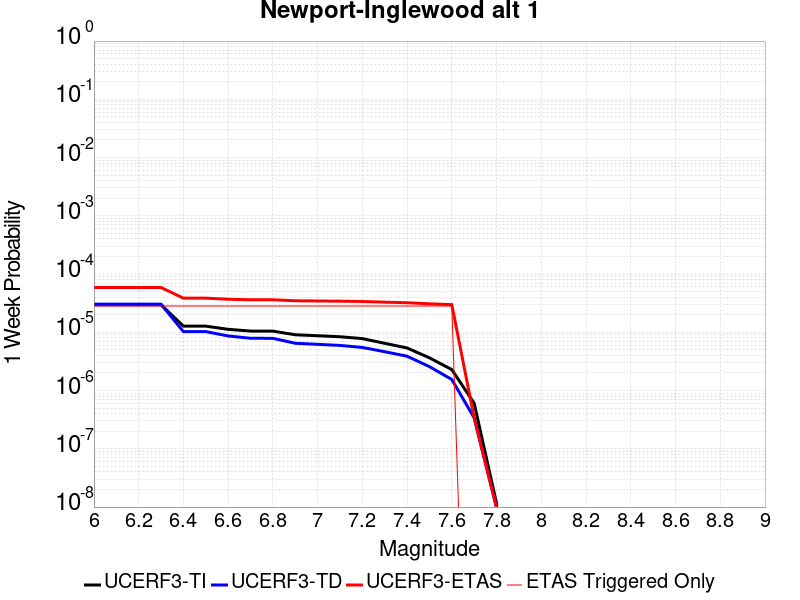 Newport-Inglewood alt 1
10^0
10^-1
10^-2
10^-3
10^-4
10^-5
10^-6
10^-7
10^-8
1 Week Probability
6 6.2 6.4 6.6 6.8 7 7.2 7.4 7.6 7.8 8 8.2 8.4 8.6 8.8 9
Magnitude
UCERF3-TI UCERF3-TD UCERF3-ETAS ETAS Triggered Only